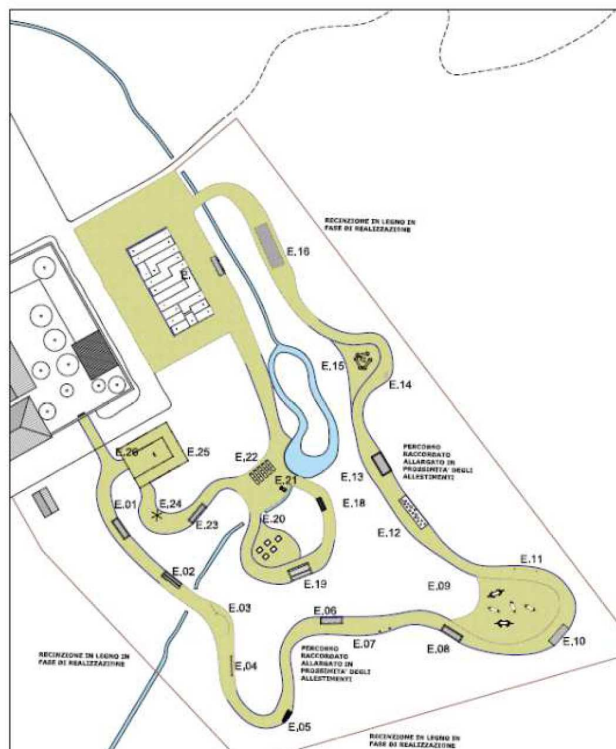 RECINZIONE IN LEGNO IN
FASE DI REALIZZAZIONE
E.16
E.
E.15
E.14
PERCORSO
RACCORDATO
ALLARGATO IN
PROSSIMITA' DEGLI
ALLESTIMENTI
E.13
E.26
E.25
E,22
E.21
E.18
E.01
E.24
E.23
E.20
E.12
E.11
E.02
E.19
E.09
E.03
E,06
E.07
E.08
E,10
PERCORSO
RACCORDATO
ALLARGATO IN
PROSSIMITA' DEGLI
ALLESTIMENTI
RECINZIONE IN LEGNO IN
FASE DI REALIZZAZIONE
E,04
E,05
RECINZIONE IN LEGNO IN
FASE DI REALIZZAZIONE